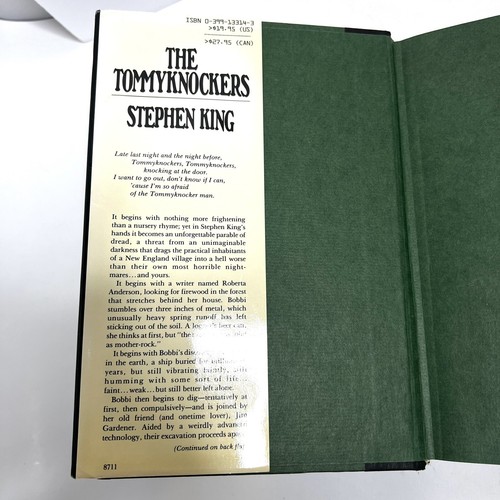 ISBN 0-399-13314-3
>$19.95 (US)
>$27.95 (CAN)
THE
TOMMYKNOCKERS
STEPHEN KING
Late last night and the night before,
Tommyknockers, Tommyknockers,
knocking at the door.
I want to go out, don't know if I can,
'cause I'm so afraid
of the Tommyknocker man.
It begins with nothing more frightening
than a nursery rhyme; yet in Stephen King's
hands it becomes an unforgettable parable of
dread, a threat from an unimaginable
darkness that drags the practical inhabitants
of a New England village into a hell worse
than their own most horrible night-
mares...and yours.
It begins with a writer named Roberta
Anderson, looking for firewood in the forest
that stretches behind her house. Bobbi
stumbles over three inches of metal, which
unusually heavy spring runoff has left
sticking out of the soil. A
she thinks at first, but
as mother-rock."
It begins with Bobbi's
in the earth, a ship buried for
years, but still vibrating faintly, still
humming with some sort of life...
faint...weak...but still better left alone.
Bobbi then begins to dig—tentatively at
first, then compulsively—and is joined by
her old friend (and onetime lover), Jim
Gardener. Aided by a weirdly advanced
technology, their excavation proceeds
(Continued on back flap)
8711